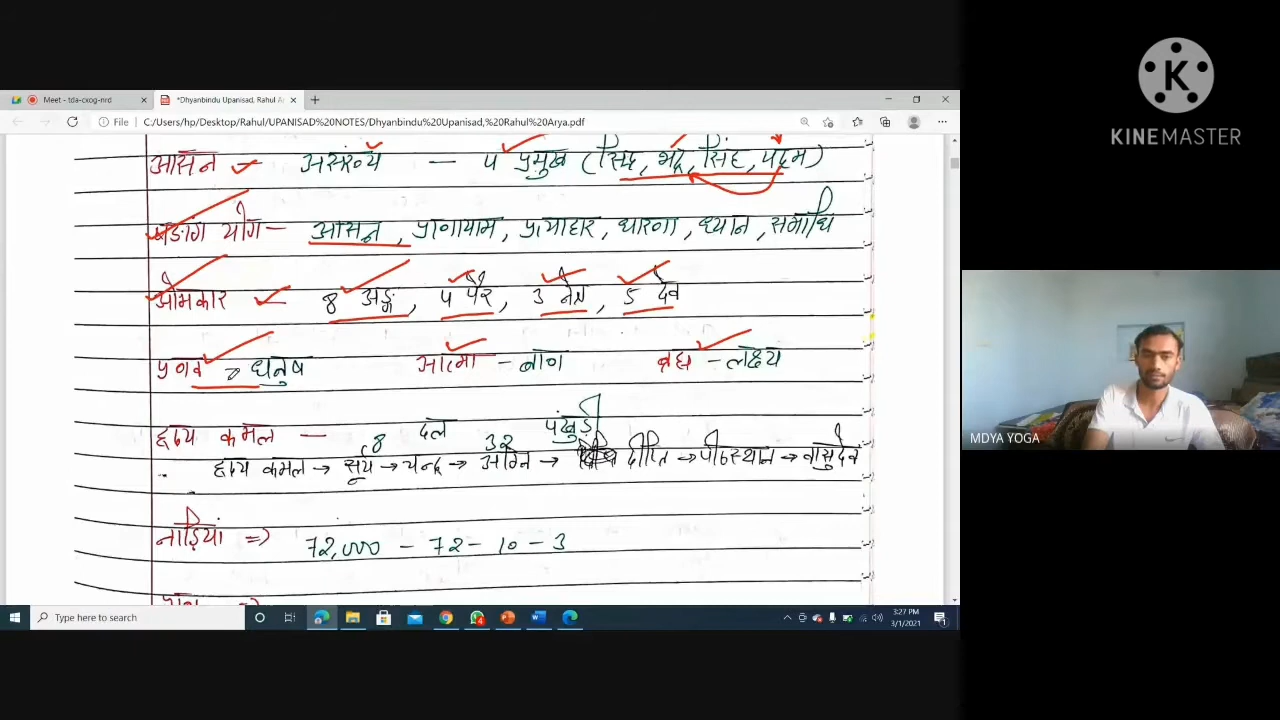 Meet - tda-cxog-nrd
*Dhyanbindu Upanisad, Rahul Ar
File C:/Users/hp/Desktop/Rahul/UPANISAD%20NOTES/Dhyanbindu%20Upanisad,%20Rahul%20Arya.pdf
आसन असंख्य — 4 प्रमुख (सिद्ध, भद्र, सिंह, पद्म)
षडांग योग- आसन, प्राणायाम, प्रत्याहार, धारणा, ध्यान, समाधि
ओमकार 8 अङ्ग, 4 पैर, 3 नेत्र, 5 देव
प्रणव -> धनुष आत्मा - बाण ब्रह्म - लक्ष्य
हृदय कमल — 8 दल 32 पंखुडी
हृदय कमल → सूर्य → चन्द्र → अग्नि → दीप्ति → पीठस्थान → वासुदेव
नाड़ियां => 72,000 - 72 - 10 - 3
Type here to search
3:27 PM
3/1/2021
KINEMASTER
MDYA YOGA